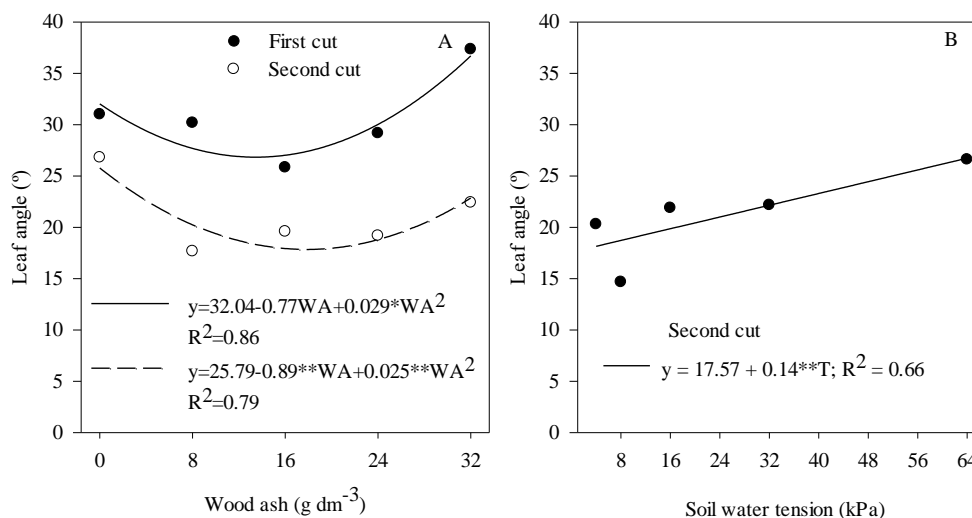 A
First cut
Second cut
Leaf angle (º)
40
35
30
25
20
15
10
5
0
y=32.04-0.77WA+0.029*WA2
R2=0.86
y=25.79-0.89**WA+0.025**WA2
R2=0.79
0 8 16 24 32
Wood ash (g dm-3)
B
Leaf angle (º)
40
35
30
25
20
15
10
5
0
Second cut
y = 17.57 + 0.14**T; R2 = 0.66
8 16 24 32 40 48 56 64
Soil water tension (kPa)